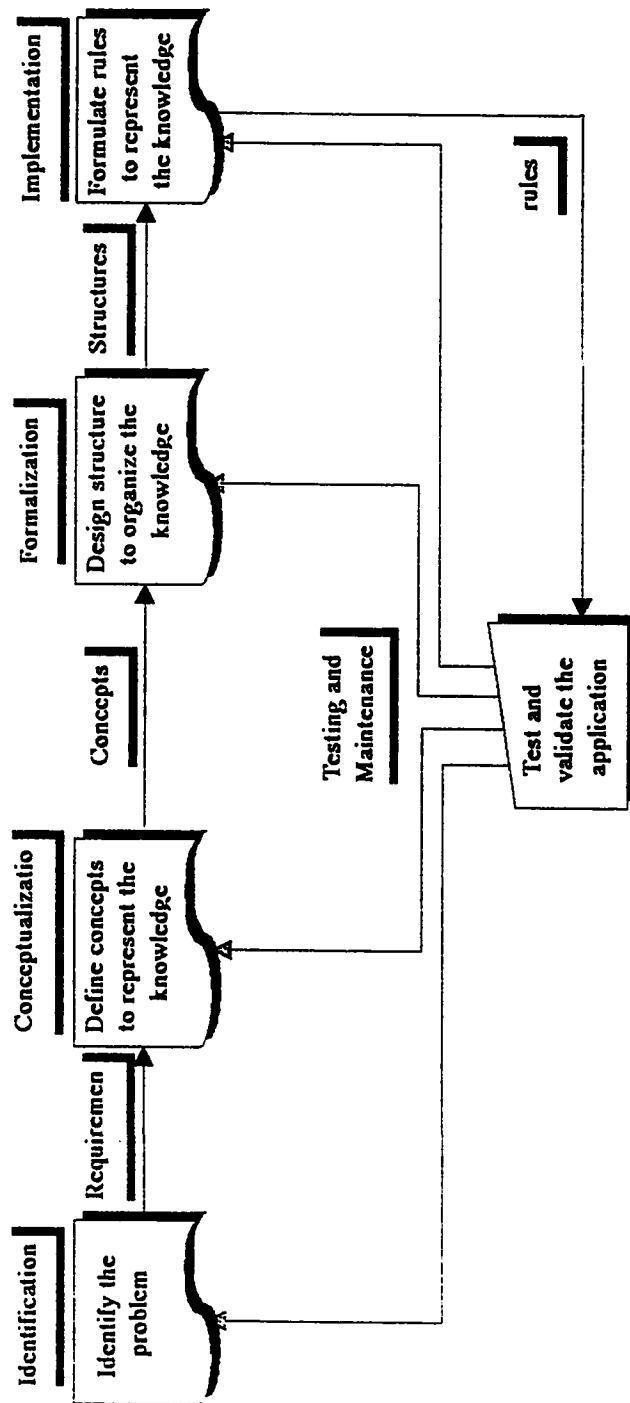 Identification
Identify the
problem
Requiremen
Conceptualizatio
Define concepts
to represent the
knowledge
Concepts
Formalization
Design structure
to organize the
knowledge
Structures
Implementation
Formulate rules
to represent
the knowledge
Testing and
Maintenance
rules
Test and
validate the
application